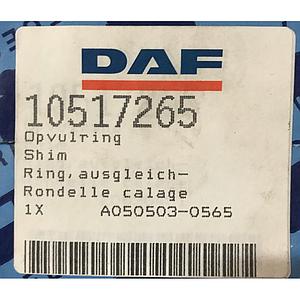 DAF
10517265
Opvulring
Shim
Ring,ausgleich-
Rondelle calage
1X A050503-0565